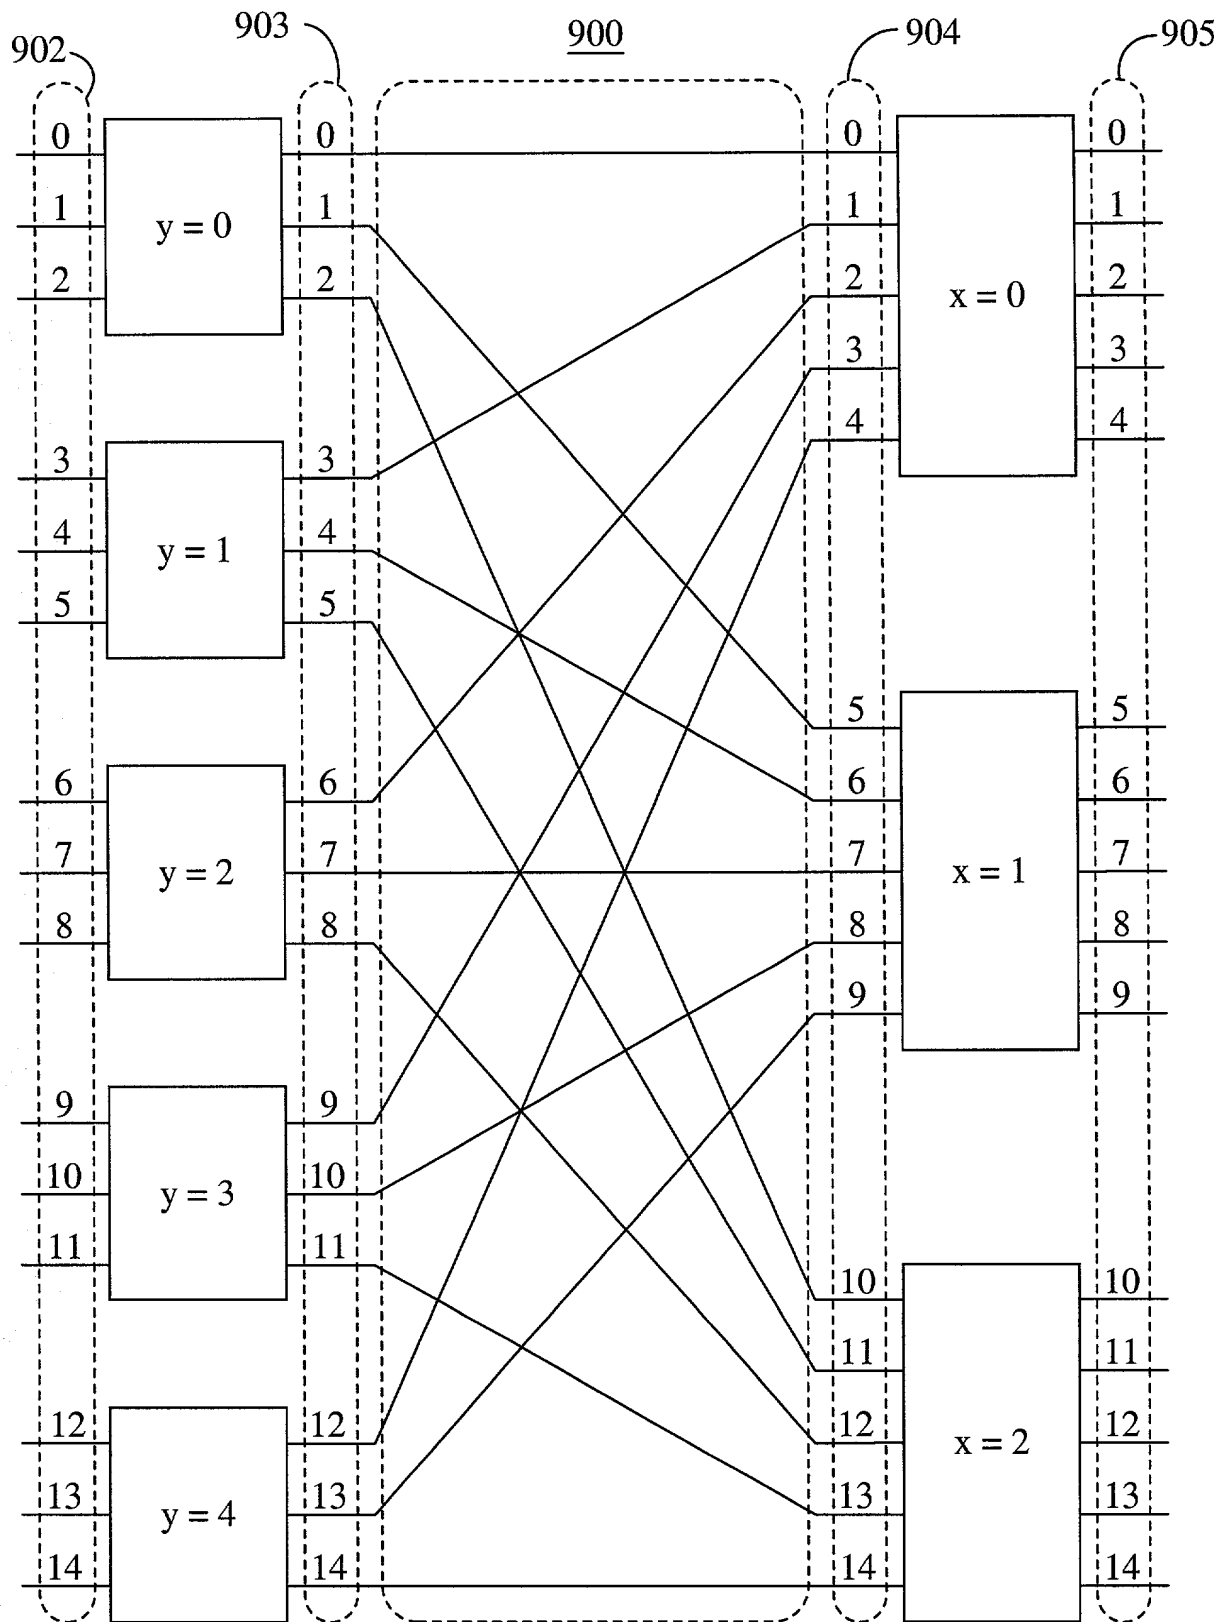 902 903 900 904 905
0 0 0 0
1 1 1 1
y = 0
2 2 2 2
x = 0
3 3
4 4
3 3
4 4
y = 1
5 5
5 5
6 6 6 6
7 y = 2 7 7 x = 1 7
8 8 8 8
9 9
9 9
10 y = 3 10
11 11
10 10
11 11
12 12 12 12
x = 2
13 13 13 13
y = 4
14 14 14 14